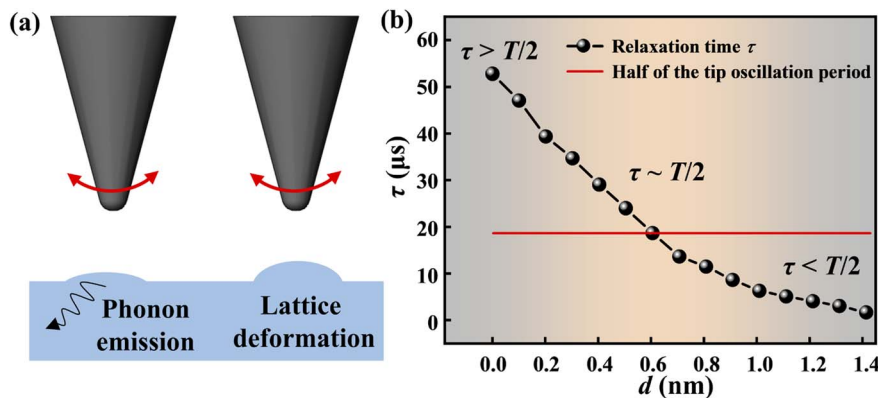 (a)
Phonon
emission
Lattice
deformation
(b)
τ > T/2
Relaxation time τ
Half of the tip oscillation period
τ ~ T/2
τ < T/2
60
50
40
30
20
10
0
τ (μs)
0.0 0.2 0.4 0.6 0.8 1.0 1.2 1.4
d (nm)